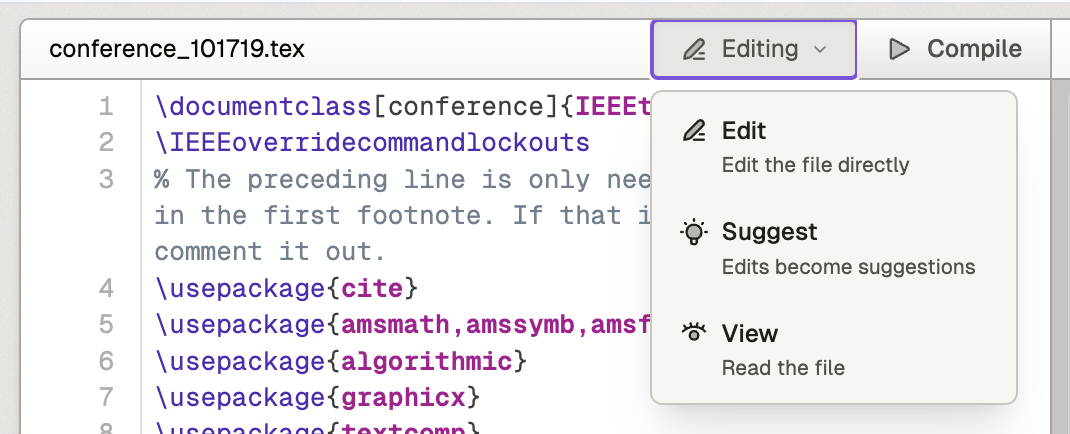 conference_101719.tex
Editing
Compile
1 \documentclass[conference]{IEEEt
2 \IEEEoverridecommandlockouts
3 % The preceding line is only nee
in the first footnote. If that i
comment it out.
4 \usepackage{cite}
5 \usepackage{amsmath,amssymb,amsf
6 \usepackage{algorithmic}
7 \usepackage{graphicx}
8 \usepackage{textcomp}
Edit
Edit the file directly
Suggest
Edits become suggestions
View
Read the file